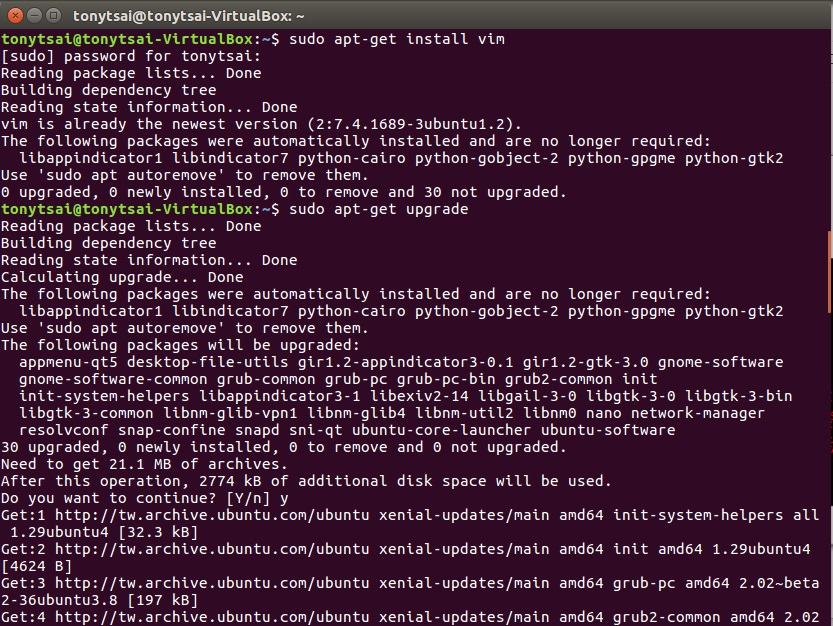 tonytsai@tonytsai-VirtualBox: ~
tonytsai@tonytsai-VirtualBox:~$ sudo apt-get install vim
[sudo] password for tonytsai:
Reading package lists... Done
Building dependency tree
Reading state information... Done
vim is already the newest version (2:7.4.1689-3ubuntu1.2).
The following packages were automatically installed and are no longer required:
  libappindicator1 libindicator7 python-cairo python-gobject-2 python-gpgme python-gtk2
Use 'sudo apt autoremove' to remove them.
0 upgraded, 0 newly installed, 0 to remove and 30 not upgraded.
tonytsai@tonytsai-VirtualBox:~$ sudo apt-get upgrade
Reading package lists... Done
Building dependency tree
Reading state information... Done
Calculating upgrade... Done
The following packages were automatically installed and are no longer required:
  libappindicator1 libindicator7 python-cairo python-gobject-2 python-gpgme python-gtk2
Use 'sudo apt autoremove' to remove them.
The following packages will be upgraded:
  appmenu-qt5 desktop-file-utils gir1.2-appindicator3-0.1 gir1.2-gtk-3.0 gnome-software
  gnome-software-common grub-common grub-pc grub-pc-bin grub2-common init
  init-system-helpers libappindicator3-1 libexiv2-14 libgail-3-0 libgtk-3-0 libgtk-3-bin
  libgtk-3-common libnm-glib-vpn1 libnm-glib4 libnm-util2 libnm0 nano network-manager
  resolvconf snap-confine snapd sni-qt ubuntu-core-launcher ubuntu-software
30 upgraded, 0 newly installed, 0 to remove and 0 not upgraded.
Need to get 21.1 MB of archives.
After this operation, 2774 kB of additional disk space will be used.
Do you want to continue? [Y/n] y
Get:1 http://tw.archive.ubuntu.com/ubuntu xenial-updates/main amd64 init-system-helpers all
 1.29ubuntu4 [32.3 kB]
Get:2 http://tw.archive.ubuntu.com/ubuntu xenial-updates/main amd64 init amd64 1.29ubuntu4
[4624 B]
Get:3 http://tw.archive.ubuntu.com/ubuntu xenial-updates/main amd64 grub-pc amd64 2.02~beta
2-36ubuntu3.8 [197 kB]
Get:4 http://tw.archive.ubuntu.com/ubuntu xenial-updates/main amd64 grub2-common amd64 2.02